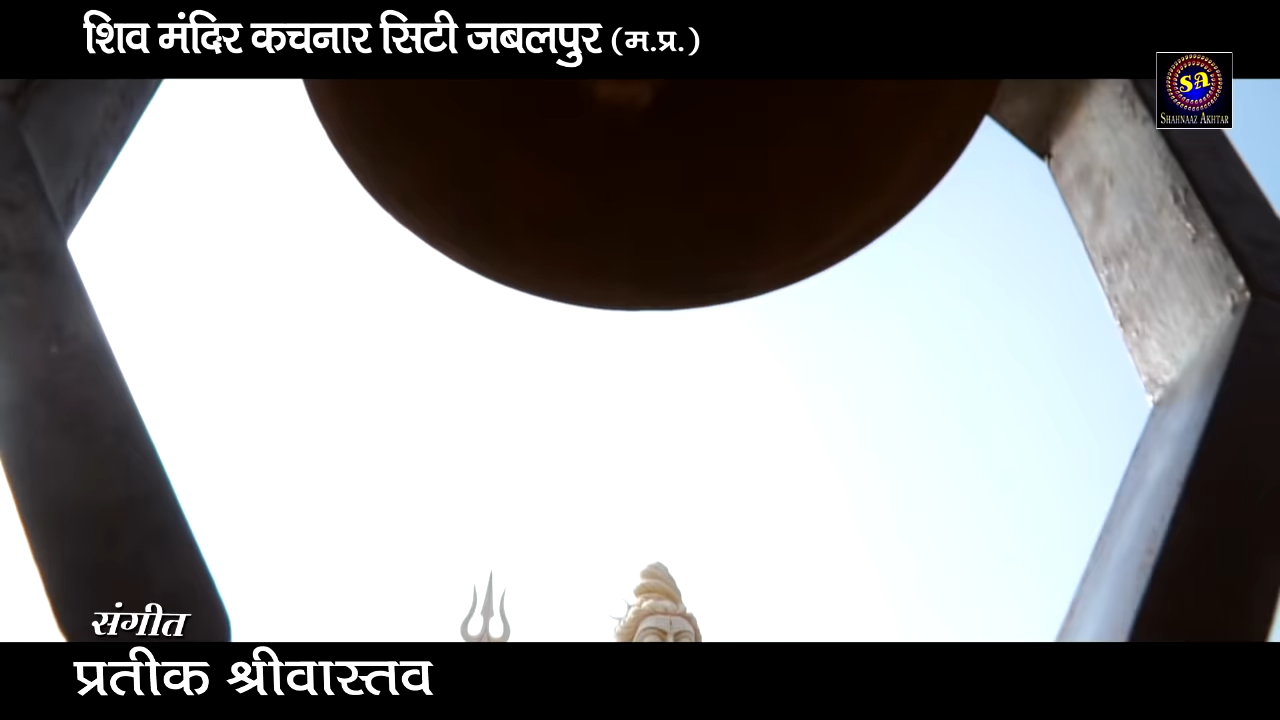 शिव मंदिर कचनार सिटी जबलपुर (म.प्र.)
SA
SHAHNAAZ AKHTAR
संगीत
प्रतीक श्रीवास्तव